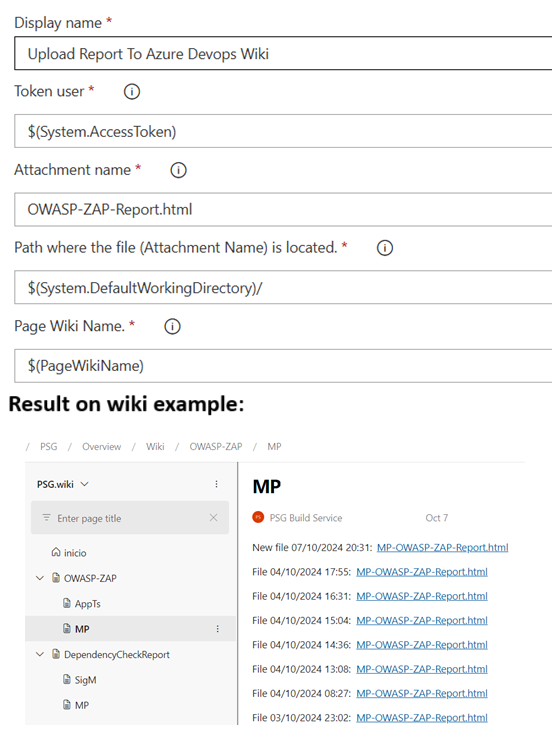 Display name *
Upload Report To Azure Devops Wiki
Token user *
$(System.AccessToken)
Attachment name *
OWASP-ZAP-Report.html
Path where the file (Attachment Name) is located. *
$(System.DefaultWorkingDirectory)/
Page Wiki Name. *
$(PageWikiName)
Result on wiki example:
/ PSG / Overview / Wiki / OWASP-ZAP / MP
PSG.wiki
Enter page title
inicio
OWASP-ZAP
AppTs
MP
DependencyCheckReport
SigM
MP
MP
PSG Build Service Oct 7
New file 07/10/2024 20:31: MP-OWASP-ZAP-Report.html
File 04/10/2024 17:55: MP-OWASP-ZAP-Report.html
File 04/10/2024 16:31: MP-OWASP-ZAP-Report.html
File 04/10/2024 15:04: MP-OWASP-ZAP-Report.html
File 04/10/2024 14:36: MP-OWASP-ZAP-Report.html
File 04/10/2024 13:08: MP-OWASP-ZAP-Report.html
File 04/10/2024 08:27: MP-OWASP-ZAP-Report.html
File 03/10/2024 23:02: MP-OWASP-ZAP-Report.html